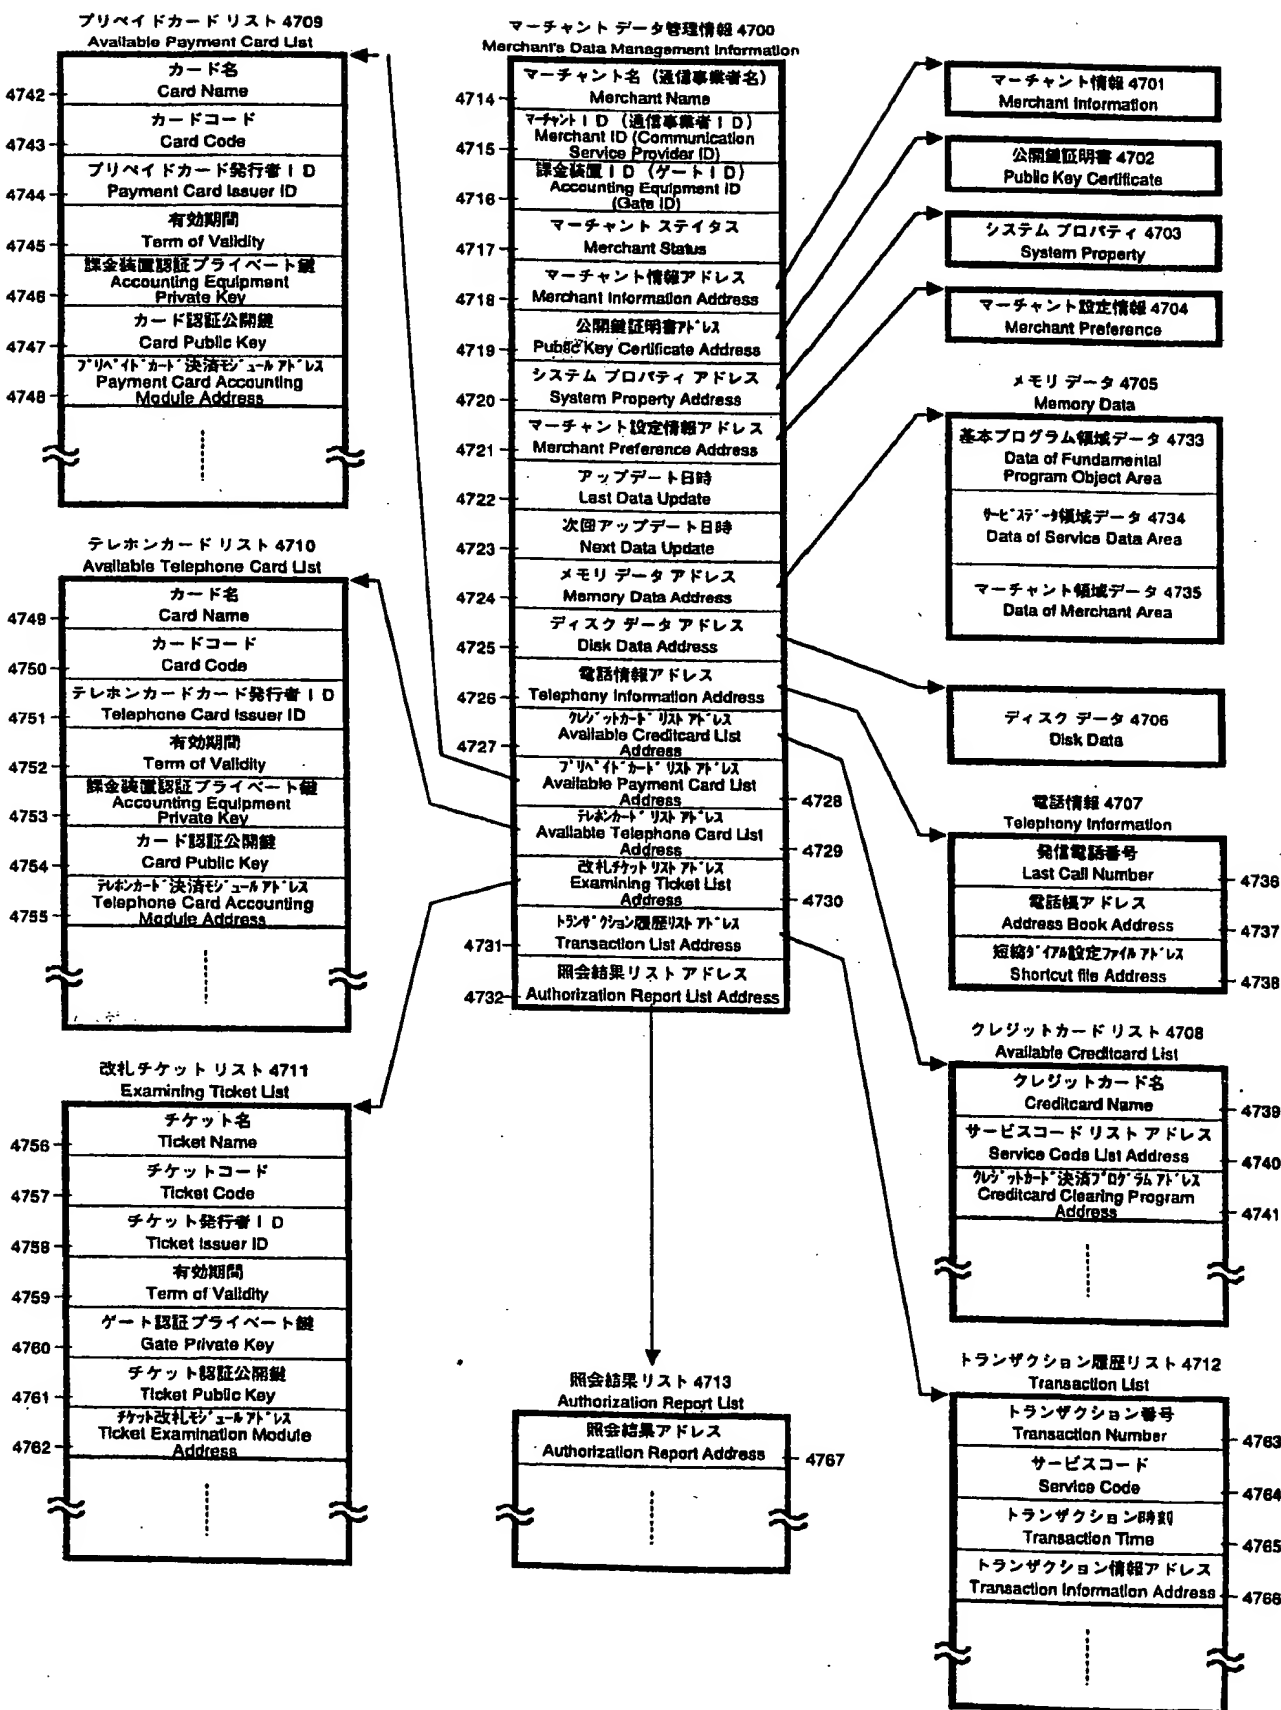 プリペイドカード リスト 4709
Available Payment Card List
カード名
Card Name
4742
カードコード
Card Code
4743
プリペイドカード発行者ID
Payment Card Issuer ID
4744
有効期間
Term of Validity
4745
課金装置認証プライベート鍵
Accounting Equipment
Private Key
4746
カード認証公開鍵
Card Public Key
4747
プリペイドカード決済モジュールアドレス
Payment Card Accounting
Module Address
4748
テレホンカード リスト 4710
Available Telephone Card List
カード名
Card Name
4749
カードコード
Card Code
4750
テレホンカードカード発行者ID
Telephone Card Issuer ID
4751
有効期間
Term of Validity
4752
課金装置認証プライベート鍵
Accounting Equipment
Private Key
4753
カード認証公開鍵
Card Public Key
4754
テレホンカード決済モジュールアドレス
Telephone Card Accounting
Module Address
4755
改札チケット リスト 4711
Examining Ticket List
チケット名
Ticket Name
4756
チケットコード
Ticket Code
4757
チケット発行者ID
Ticket Issuer ID
4758
有効期間
Term of Validity
4759
ゲート認証プライベート鍵
Gate Private Key
4760
チケット認証公開鍵
Ticket Public Key
4761
チケット改札モジュールアドレス
Ticket Examination Module
Address
4762
マーチャント データ管理情報 4700
Merchant's Data Management Information
マーチャント名(通信事業者名)
Merchant Name
4714
マーチャントID(通信事業者ID)
Merchant ID (Communication
Service Provider ID)
4715
課金装置ID(ゲートID)
Accounting Equipment ID
(Gate ID)
4716
マーチャント ステイタス
Merchant Status
4717
マーチャント情報アドレス
Merchant Information Address
4718
公開鍵証明書アドレス
Public Key Certificate Address
4719
システム プロパティ アドレス
System Property Address
4720
マーチャント設定情報アドレス
Merchant Preference Address
4721
アップデート日時
Last Data Update
4722
次回アップデート日時
Next Data Update
4723
メモリ データ アドレス
Memory Data Address
4724
ディスク データ アドレス
Disk Data Address
4725
電話情報アドレス
Telephony Information Address
4726
クレジットカード リスト アドレス
Available Creditcard List
Address
4727
プリペイドカード リスト アドレス
Available Payment Card List
Address
4728
テレホンカード リスト アドレス
Available Telephone Card List
Address
4729
改札チケット リスト アドレス
Examining Ticket List
Address
4730
トランザクション履歴リスト アドレス
Transaction List Address
4731
照会結果リスト アドレス
Authorization Report List Address
4732
照会結果リスト 4713
Authorization Report List
照会結果アドレス
Authorization Report Address
4767
マーチャント情報 4701
Merchant Information
公開鍵証明書 4702
Public Key Certificate
システム プロパティ 4703
System Property
マーチャント設定情報 4704
Merchant Preference
メモリ データ 4705
Memory Data
基本プログラム領域データ 4733
Data of Fundamental
Program Object Area
サービスデータ領域データ 4734
Data of Service Data Area
マーチャント領域データ 4735
Data of Merchant Area
ディスク データ 4706
Disk Data
電話情報 4707
Telephony Information
発信電話番号
Last Call Number
4736
電話帳アドレス
Address Book Address
4737
短縮ダイアル設定ファイル アドレス
Shortcut file Address
4738
クレジットカード リスト 4708
Available Creditcard List
クレジットカード名
Creditcard Name
4739
サービスコード リスト アドレス
Service Code List Address
4740
クレジットカード決済プログラム アドレス
Creditcard Clearing Program
Address
4741
トランザクション履歴リスト 4712
Transaction List
トランザクション番号
Transaction Number
4763
サービスコード
Service Code
4764
トランザクション時刻
Transaction Time
4765
トランザクション情報アドレス
Transaction Information Address
4766